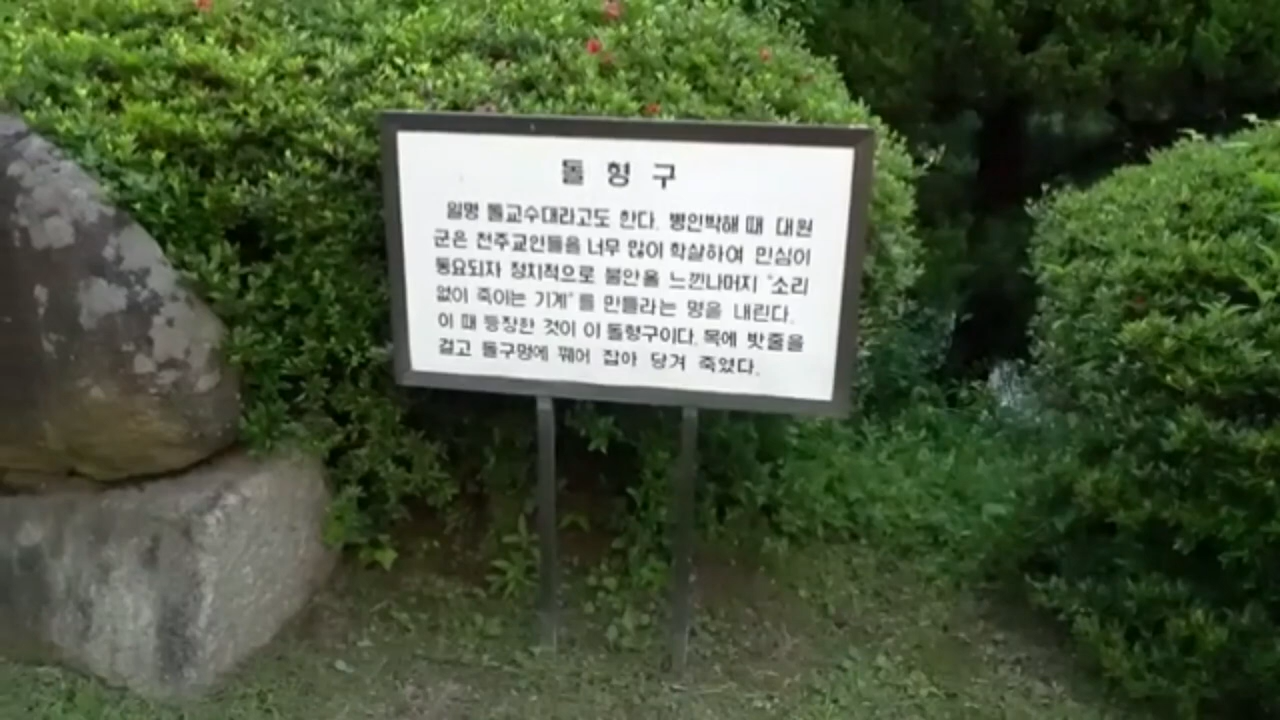 돌 형 구
일명 돌교수대라고도 한다. 병인박해 때 대원
군은 천주교인들을 너무 많이 학살하여 민심이
동요되자 정치적으로 불안을 느낀나머지 "소리
없이 죽이는 기계"를 만들라는 명을 내린다.
이 때 등장한 것이 이 돌형구이다. 목에 밧줄을
걸고 돌구멍에 꿰어 잡아 당겨 죽였다.